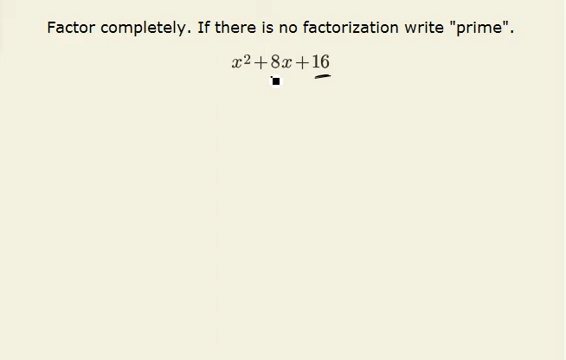 Factor completely. If there is no factorization write "prime".
x²+8x+16